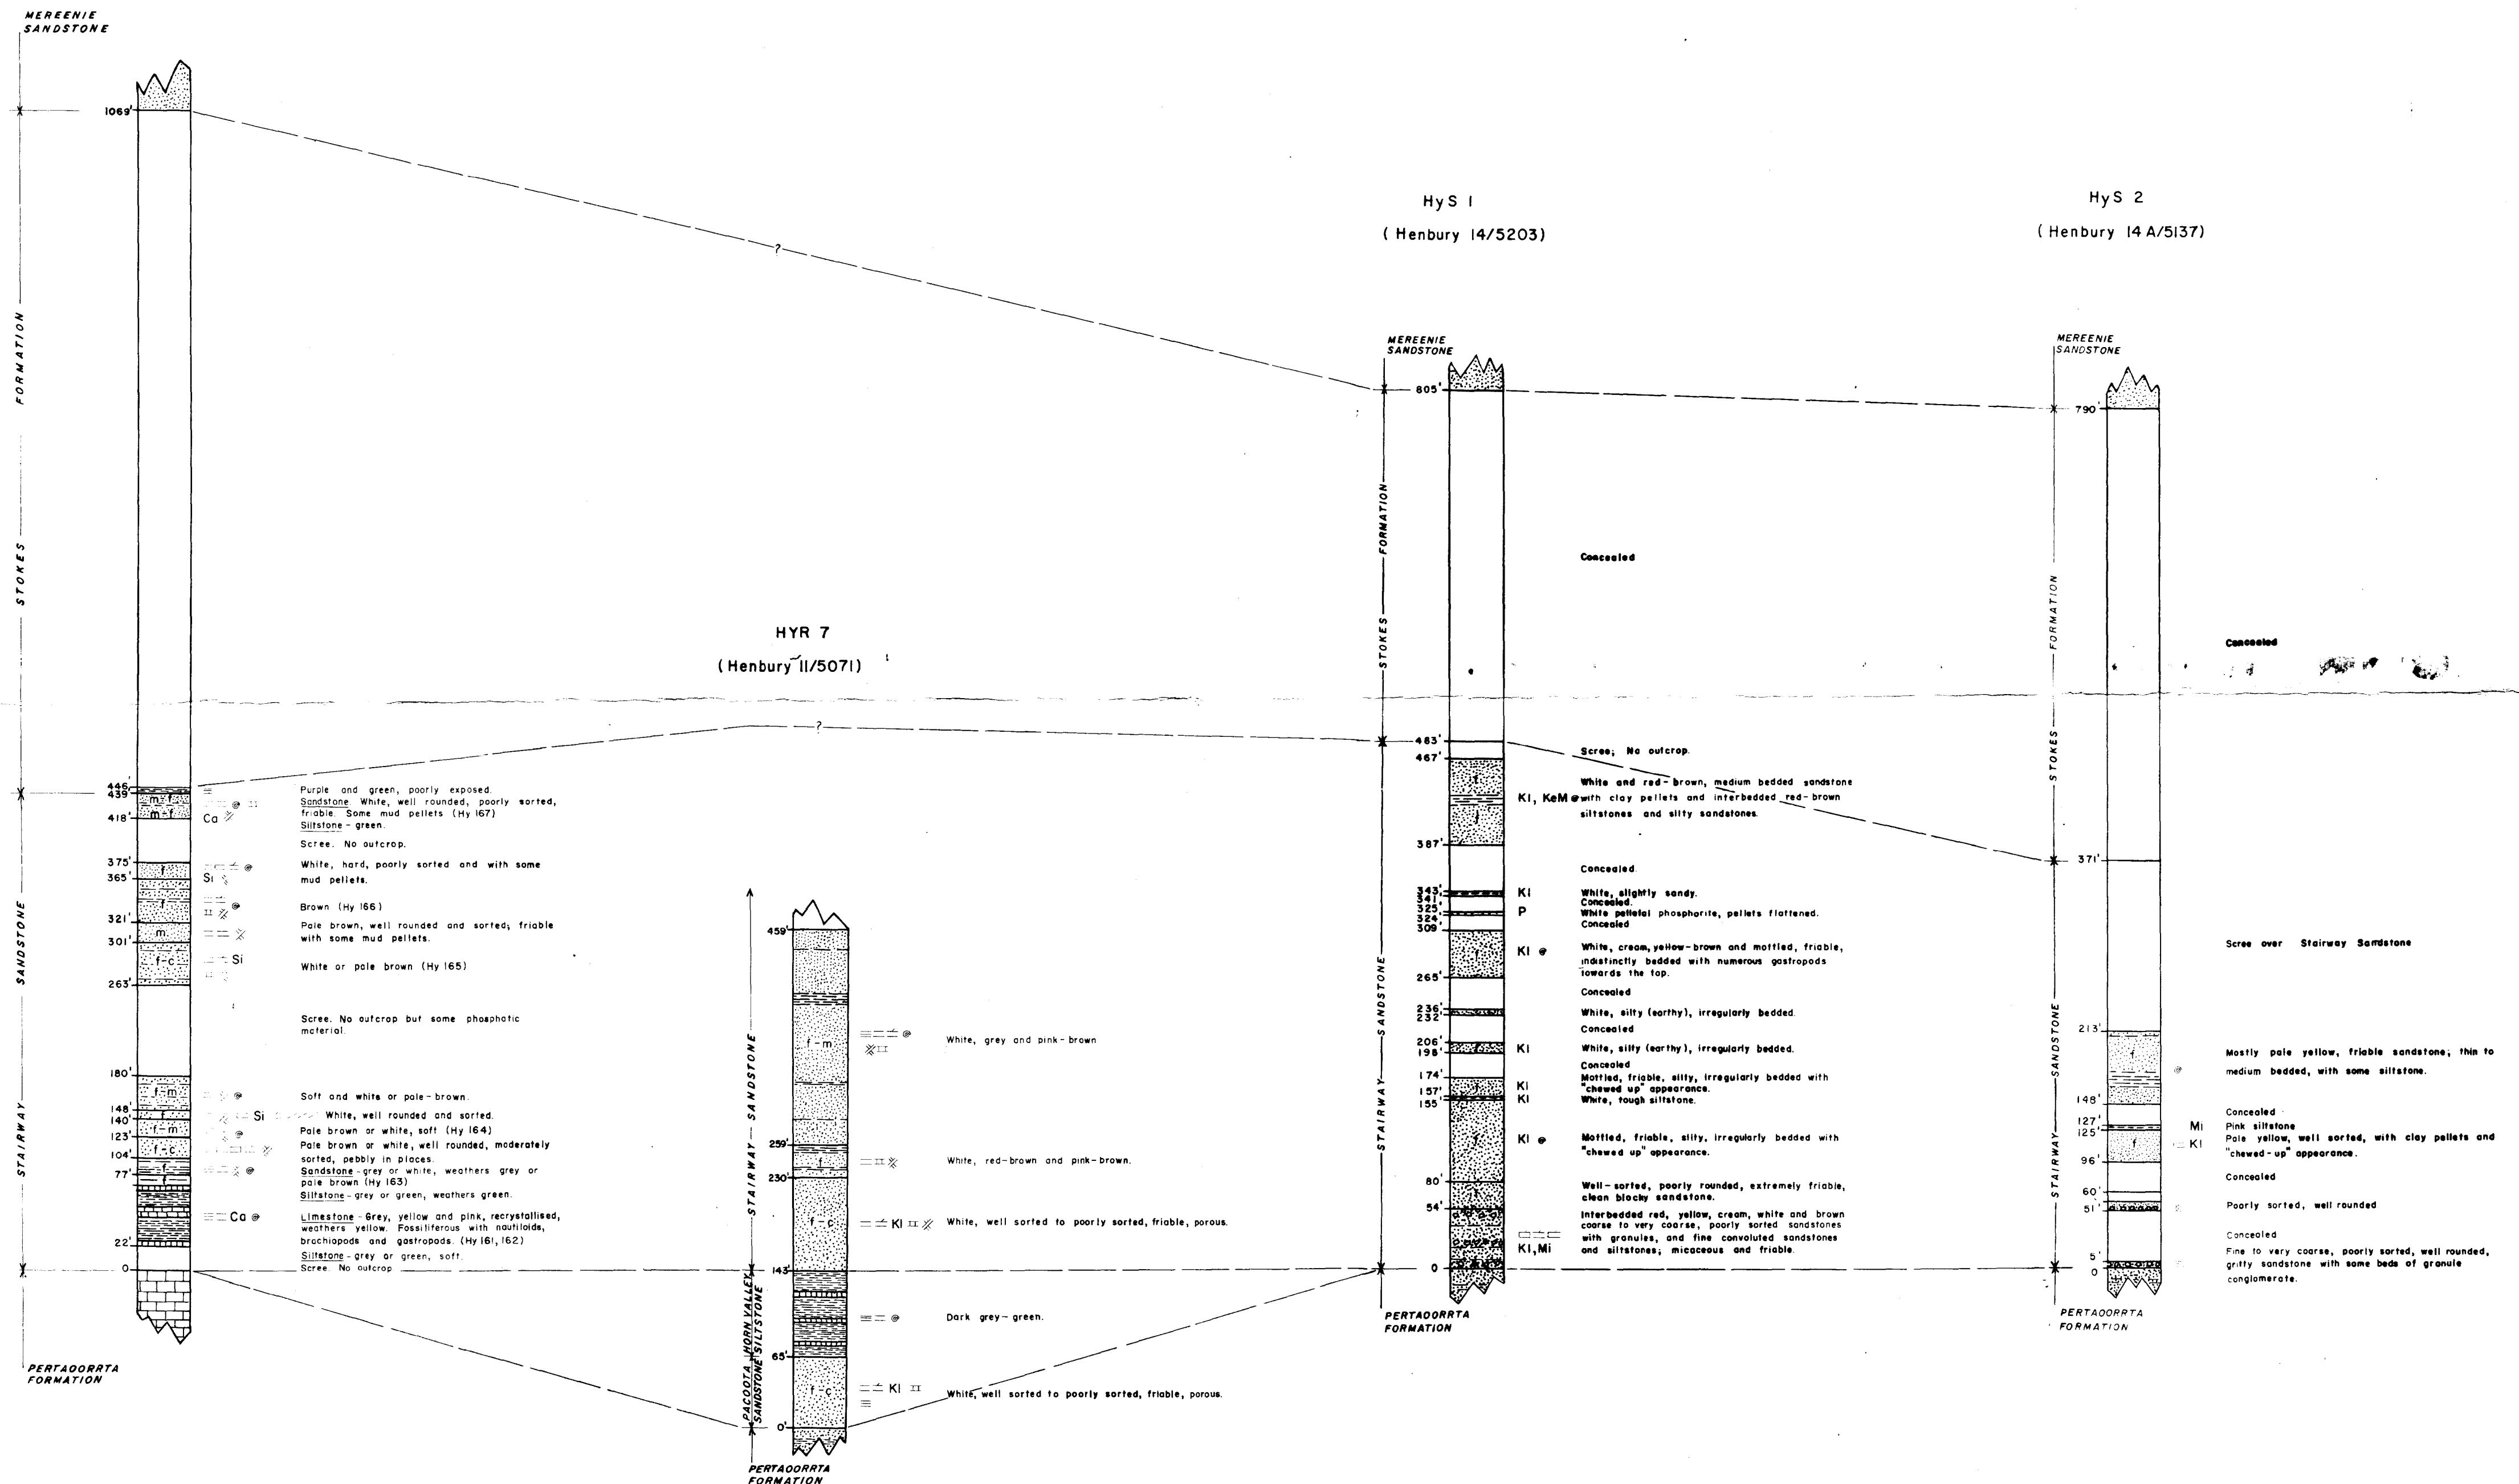 MEREENIE
SANDSTONE
1069'
STOKES FORMATION
446'
439'
418'
375'
365'
321'
301'
263'
180'
148'
140'
123'
104'
77'
22'
0
STAIRWAY SANDSTONE
m-f
m-f
f
f
m
f-c
f-m
f
f-m
f-c
f
f
Ca
Si
Si
Si
Ca
Purple and green, poorly exposed.
Sandstone. White, well rounded, poorly sorted,
friable. Some mud pellets (Hy 167)
Siltstone - green.
Scree. No outcrop.
White, hard, poorly sorted and with some
mud pellets.
Brown (Hy 166)
Pale brown, well rounded and sorted; friable
with some mud pellets.
White or pale brown (Hy 165)
Scree. No outcrop but some phosphatic
material.
Soft and white or pale-brown.
White, well rounded and sorted.
Pale brown or white, soft (Hy 164)
Pale brown or white, well rounded, moderately
sorted, pebbly in places.
Sandstone - grey or white, weathers grey or
pale brown (Hy 163)
Siltstone - grey or green, weathers green.
Limestone - Grey, yellow and pink, recrystallised,
weathers yellow. Fossiliferous with nautiloids,
brachiopods and gastropods. (Hy 161, 162)
Siltstone - grey or green, soft.
Scree. No outcrop
PERTAOORRTA
FORMATION
?
?
HYR 7
(Henbury 11/5071)
459'
259'
230'
143'
65'
0'
STAIRWAY SANDSTONE
HORN VALLEY
SILTSTONE
PACOOTA
SANDSTONE
f-m
f
f-c
f-c
White, grey and pink-brown
White, red-brown and pink-brown.
Kl
White, well sorted to poorly sorted, friable, porous.
Dark grey-green.
Kl
White, well sorted to poorly sorted, friable, porous.
PERTAOORRTA
FORMATION
HyS 1
(Henbury 14/5203)
MEREENIE
SANDSTONE
805'
STOKES FORMATION
Concealed
483'
467'
387'
343'
341'
325'
324'
309'
265'
236'
232'
206'
198'
174'
157'
155'
80'
54'
0
STAIRWAY SANDSTONE
f
f
f
f
f
f
f
Scree; No outcrop.
White and red-brown, medium bedded sandstone
Kl, KeM
with clay pellets and interbedded red-brown
siltstones and silty sandstones.
Concealed.
Kl
White, slightly sandy.
Concealed.
P
White pelletal phosphorite, pellets flattened.
Concealed
Kl
White, cream, yellow-brown and mottled, friable,
indistinctly bedded with numerous gastropods
towards the top.
Concealed
White, silty (earthy), irregularly bedded.
Concealed
Kl
White, silty (earthy), irregularly bedded.
Concealed
Kl
Mottled, friable, silty, irregularly bedded with
"chewed up" appearance.
Kl
White, tough siltstone.
Kl
Mottled, friable, silty, irregularly bedded with
"chewed up" appearance.
Well-sorted, poorly rounded, extremely friable,
clean blocky sandstone.
Interbedded red, yellow, cream, white and brown
coarse to very coarse, poorly sorted sandstones
with granules, and fine convoluted sandstones
Kl, Mi
and siltstones; micaceous and friable.
PERTAOORRTA
FORMATION
HyS 2
(Henbury 14 A/5137)
MEREENIE
SANDSTONE
790'
STOKES FORMATION
Concealed
371'
213'
148'
127'
125'
96'
60'
51'
5'
0
STAIRWAY SANDSTONE
f
f
Scree over Stairway Sandstone
Mostly pale yellow, friable sandstone; thin to
medium bedded, with some siltstone.
Concealed
Mi
Pink siltstone
Kl
Pale yellow, well sorted, with clay pellets and
"chewed-up" appearance.
Concealed
Poorly sorted, well rounded
Concealed
Fine to very coarse, poorly sorted, well rounded,
gritty sandstone with some beds of granule
conglomerate.
PERTAOORRTA
FORMATION